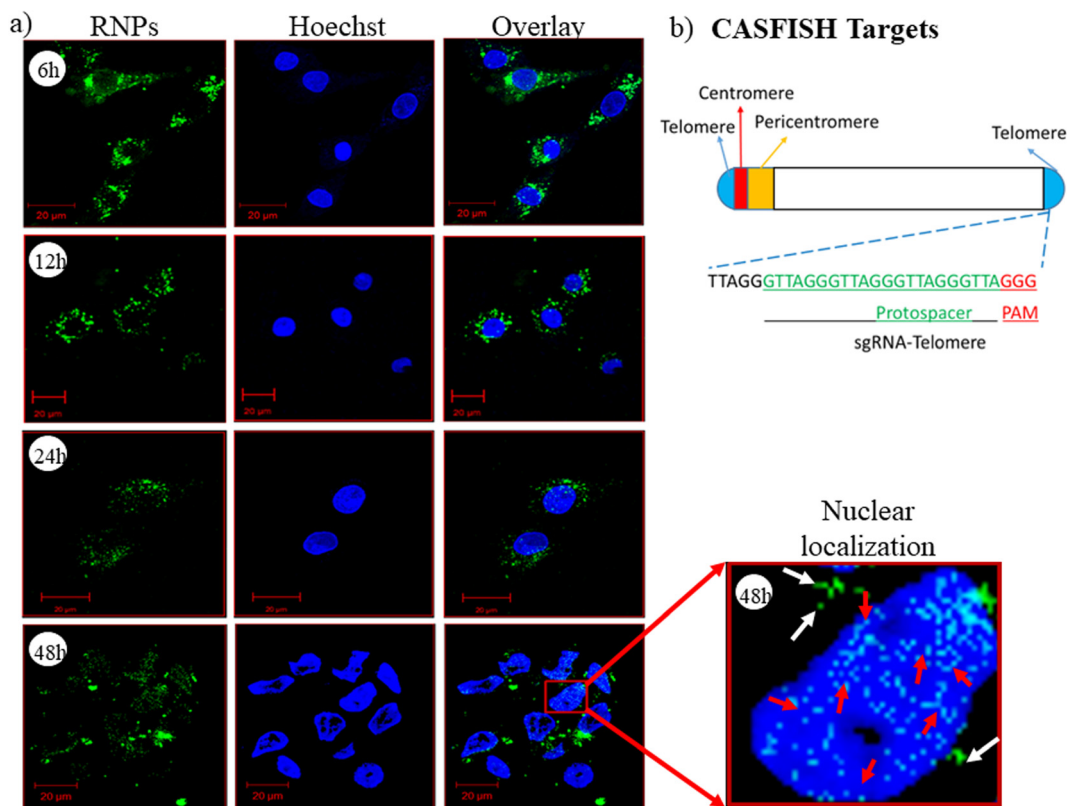 a)
RNPs Hoechst Overlay
6h
20 µm 20 µm 20 µm
12h
20 µm 20 µm 20 µm
24h
20 µm 20 µm 20 µm
48h
20 µm 20 µm 20 µm
b) CASFISH Targets
Centromere
Telomere Pericentromere Telomere
TTAGGGTTAGGGTTAGGGTTAGGGTTAGGG
Protospacer PAM
sgRNA-Telomere
Nuclear
localization
48h